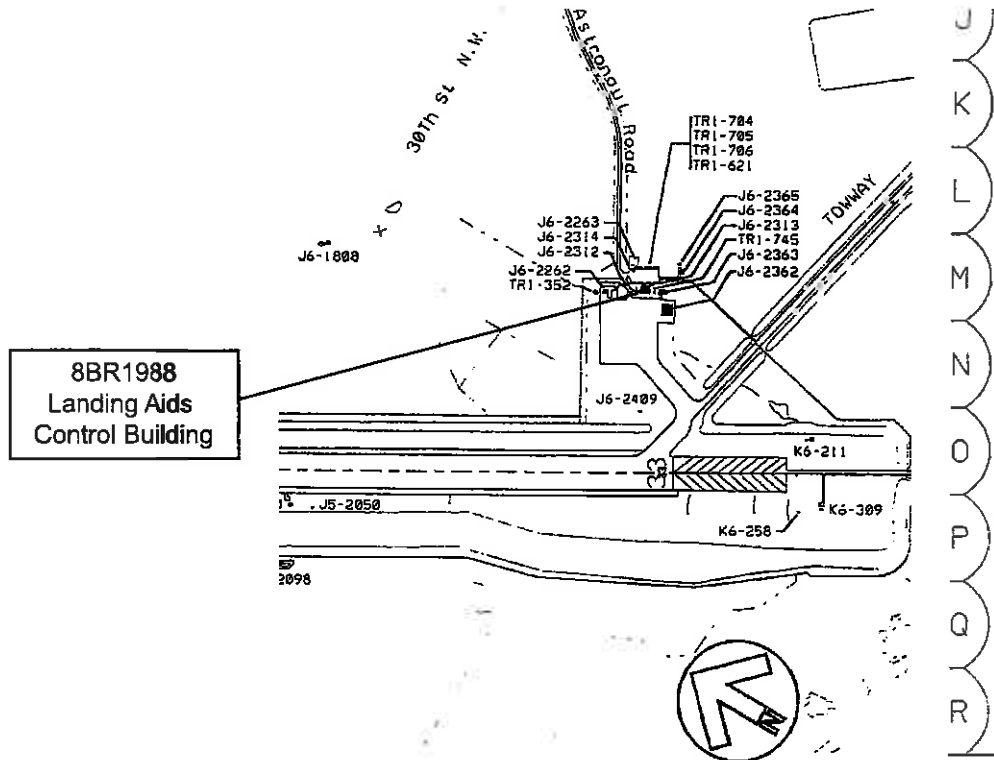 Astronaut Road
30Th St N.W.
TR1-704
TR1-705
TR1-706
TR1-621
J6-2365
J6-2364
J6-2313
TR1-745
J6-2363
J6-2362
TOWWAY
J6-2263
J6-2314
J6-2312
J6-2262
TR1-352
J6-1808
8BR1988
Landing Aids
Control Building
J6-2409
33
K6-211
J5-2050
K6-309
K6-258
2098
N
J
K
L
M
N
O
P
Q
R